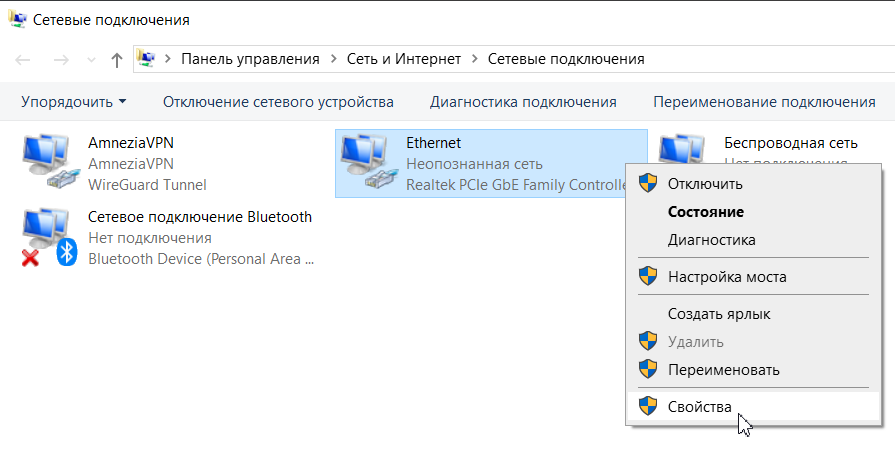 Сетевые подключения
Панель управления > Сеть и Интернет > Сетевые подключения
Упорядочить Отключение сетевого устройства Диагностика подключения Переименование подключения
AmneziaVPN
AmneziaVPN
WireGuard Tunnel
Ethernet
Неопознанная сеть
Realtek PCIe GbE Family Controlle
Беспроводная сеть
Нет подключения
Сетевое подключение Bluetooth
Нет подключения
Bluetooth Device (Personal Area ...
Отключить
Состояние
Диагностика
Настройка моста
Создать ярлык
Удалить
Переименовать
Свойства